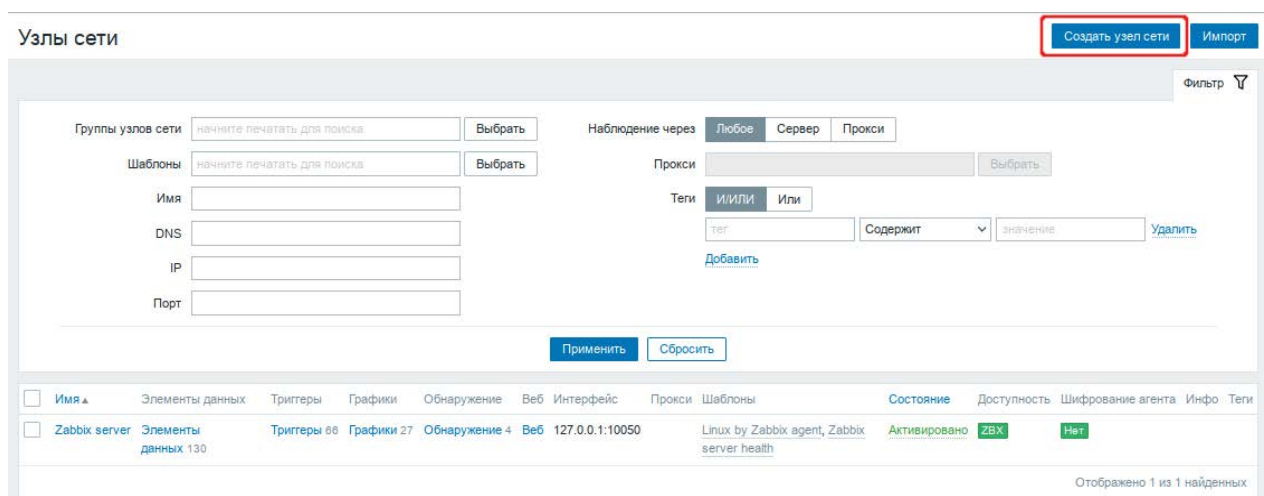 Узлы сети
Создать узел сети Импорт
Фильтр
Группы узлов сети начните печатать для поиска Выбрать Наблюдение через Любое Сервер Прокси
Шаблоны начните печатать для поиска Выбрать Прокси Выбрать
Имя Теги И/ИЛИ Или
DNS тег Содержит значение Удалить
IP Добавить
Порт
Применить Сбросить
Имя Элементы данных Триггеры Графики Обнаружение Веб Интерфейс Прокси Шаблоны Состояние Доступность Шифрование агента Инфо Теги
Zabbix server Элементы Триггеры 66 Графики 27 Обнаружение 4 Веб 127.0.0.1:10050 Linux by Zabbix agent, Zabbix Активировано ZBX Нет
данных 130 server health
Отображено 1 из 1 найденных